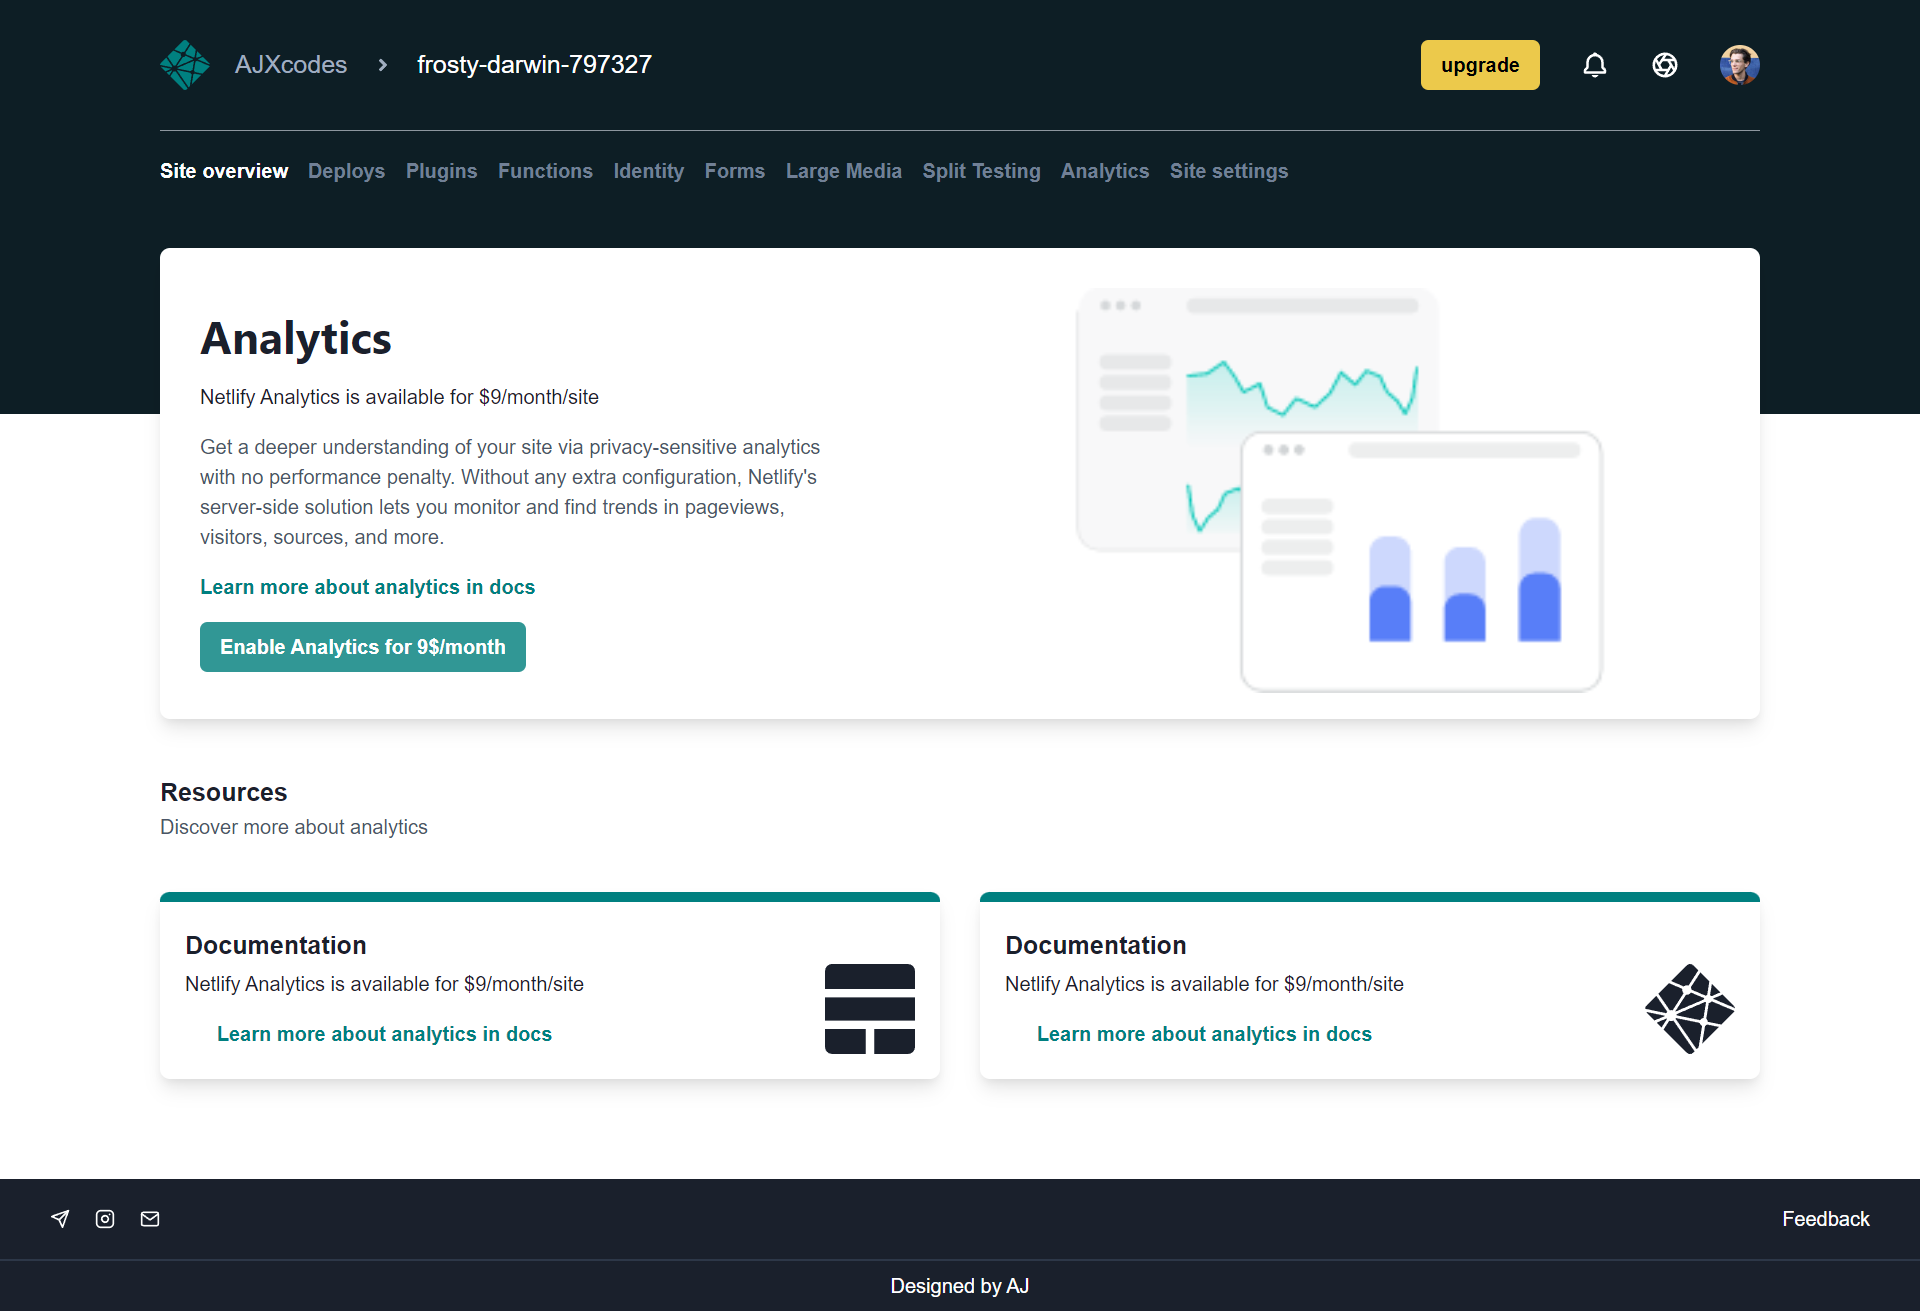 AJXcodes frosty-darwin-797327 upgrade
Site overview Deploys Plugins Functions Identity Forms Large Media Split Testing Analytics Site settings
Analytics
Netlify Analytics is available for $9/month/site
Get a deeper understanding of your site via privacy-sensitive analytics
with no performance penalty. Without any extra configuration, Netlify's
server-side solution lets you monitor and find trends in pageviews,
visitors, sources, and more.
Learn more about analytics in docs
Enable Analytics for 9$/month
Resources
Discover more about analytics
Documentation
Netlify Analytics is available for $9/month/site
Learn more about analytics in docs
Documentation
Netlify Analytics is available for $9/month/site
Learn more about analytics in docs
Feedback
Designed by AJ